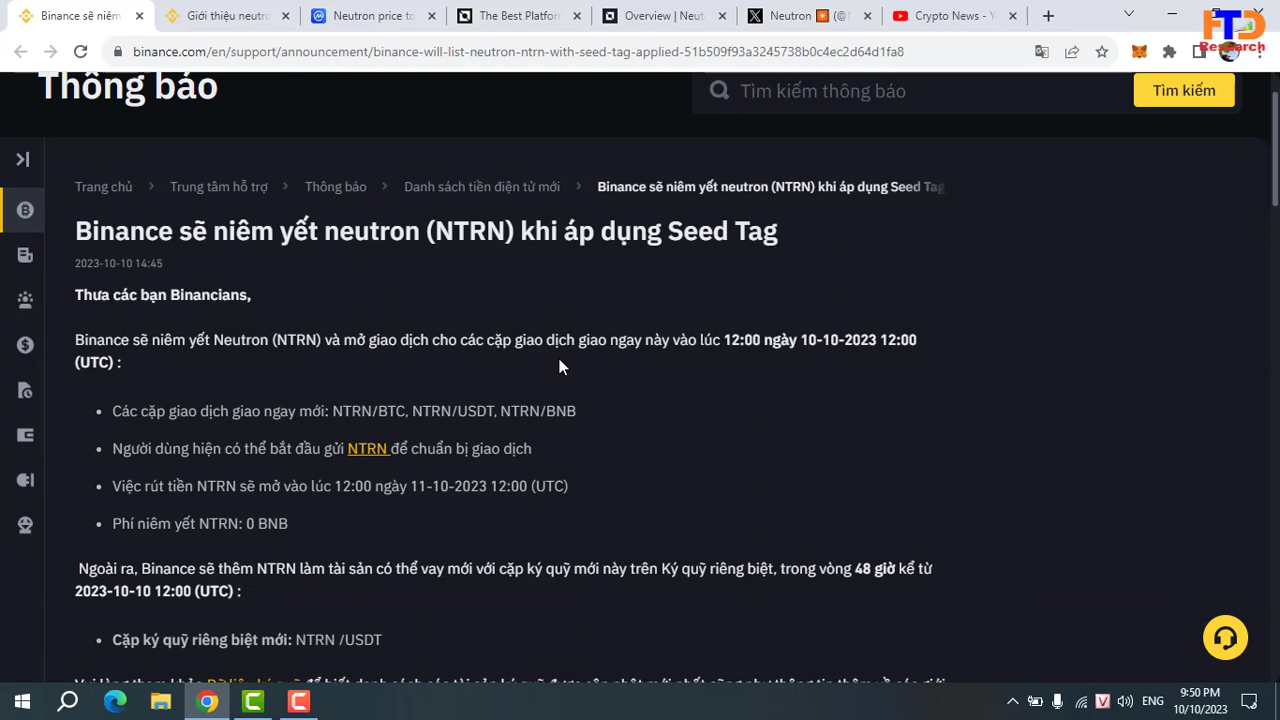 Binance sẽ niêm
Giới thiệu neutro
Neutron price to
The Best Platfor
Overview | Neut
Neutron
Crypto News - Y
FTD
Research
binance.com/en/support/announcement/binance-will-list-neutron-ntrn-with-seed-tag-applied-51b509f93a3245738b0c4ec2d64d1fa8
Thông báo
Tìm kiếm thông báo
Tìm kiếm
Trang chủ > Trung tâm hỗ trợ > Thông báo > Danh sách tiền điện tử mới > Binance sẽ niêm yết neutron (NTRN) khi áp dụng Seed Tag
Binance sẽ niêm yết neutron (NTRN) khi áp dụng Seed Tag
2023-10-10 14:45
Thưa các bạn Binancians,
Binance sẽ niêm yết Neutron (NTRN) và mở giao dịch cho các cặp giao dịch giao ngay này vào lúc 12:00 ngày 10-10-2023 12:00
(UTC) :
• Các cặp giao dịch giao ngay mới: NTRN/BTC, NTRN/USDT, NTRN/BNB
• Người dùng hiện có thể bắt đầu gửi NTRN để chuẩn bị giao dịch
• Việc rút tiền NTRN sẽ mở vào lúc 12:00 ngày 11-10-2023 12:00 (UTC)
• Phí niêm yết NTRN: 0 BNB
Ngoài ra, Binance sẽ thêm NTRN làm tài sản có thể vay mới với cặp ký quỹ mới này trên Ký quỹ riêng biệt, trong vòng 48 giờ kể từ
2023-10-10 12:00 (UTC) :
• Cặp ký quỹ riêng biệt mới: NTRN /USDT
ENG
9:50 PM
10/10/2023